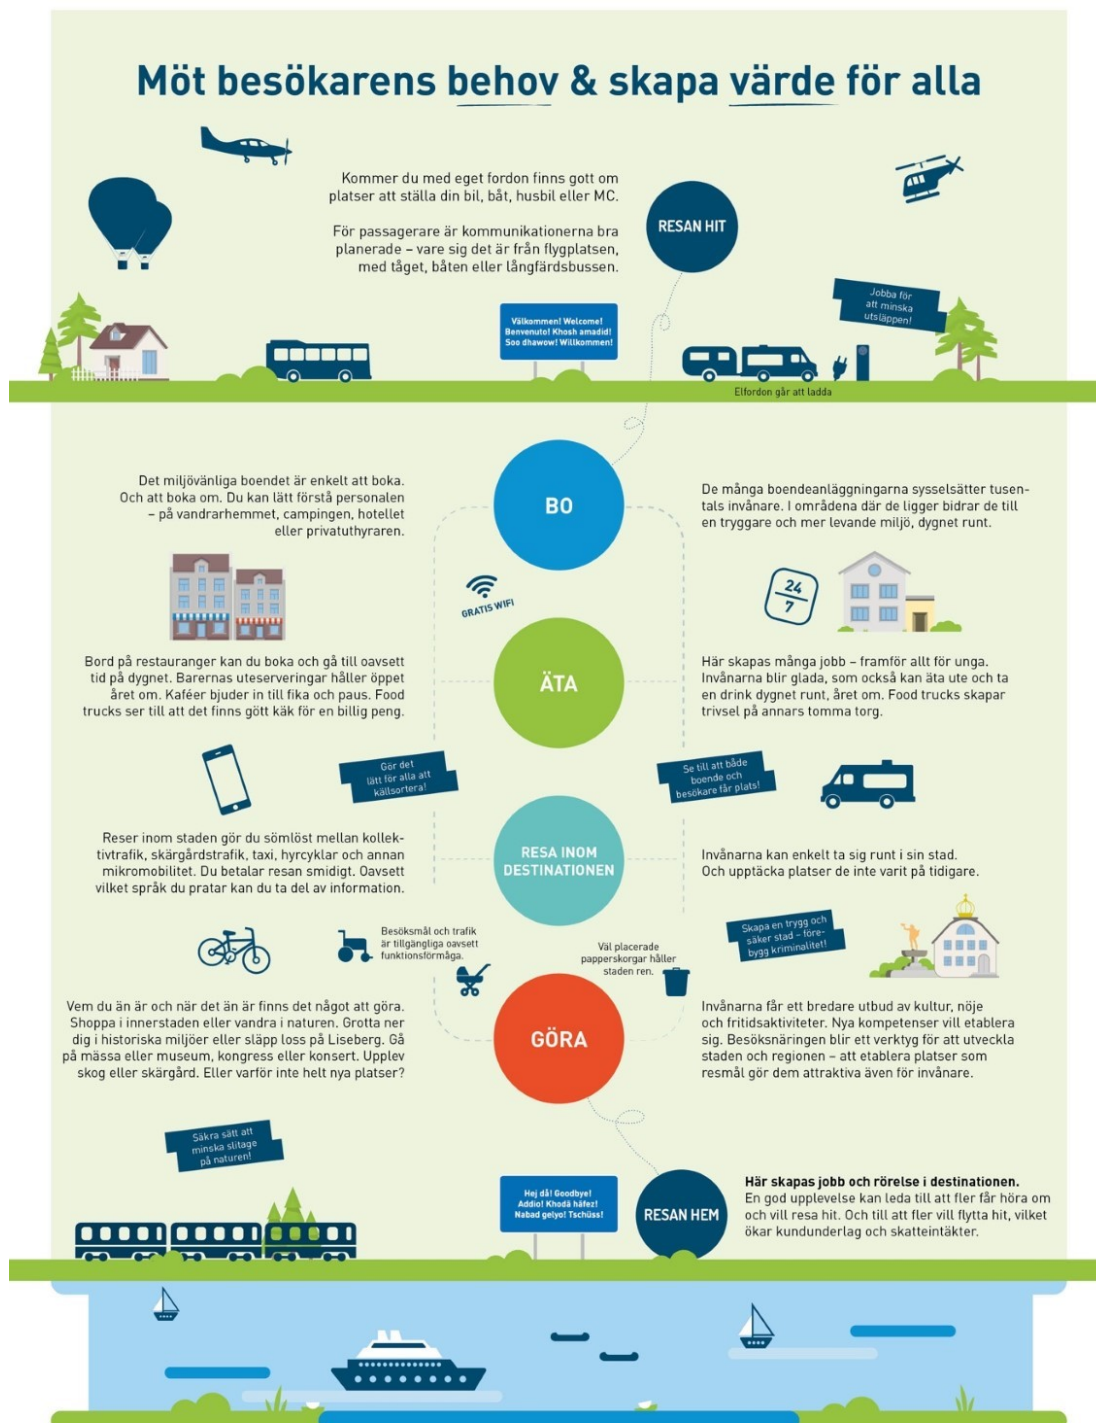 Möt besökarens behov & skapa värde för alla
Kommer du med eget fordon finns gott om
platser att ställa din bil, båt, husbil eller MC.
För passagerare är kommunikationerna bra
planerade – vare sig det är från flygplatsen,
med tåget, båten eller långfärdsbussen.
RESAN HIT
Jobba för
att minska
utsläppen!
Välkommen! Welcome!
Benvenuto! Khosh amadid!
Soo dhawow! Willkommen!
Elfordon går att ladda
Det miljövänliga boendet är enkelt att boka.
Och att boka om. Du kan lätt förstå personalen
– på vandrarhemmet, campingen, hotellet
eller privatuthyraren.
BO
De många boendeanläggningarna sysselsätter tusen-
tals invånare. I områdena där de ligger bidrar de till
en tryggare och mer levande miljö, dygnet runt.
GRATIS WIFI
24
7
Bord på restauranger kan du boka och gå till oavsett
tid på dygnet. Barernas uteserveringar håller öppet
året om. Kaféer bjuder in till fika och paus. Food
trucks ser till att det finns gött käk för en billig peng.
ÄTA
Här skapas många jobb – framför allt för unga.
Invånarna blir glada, som också kan äta ute och ta
en drink dygnet runt, året om. Food trucks skapar
trivsel på annars tomma torg.
Gör det
lätt för alla att
källsortera!
Se till att både
boende och
besökare får plats!
Reser inom staden gör du sömlöst mellan kollek-
tivtrafik, skärgårdstrafik, taxi, hyrcyklar och annan
mikromobilitet. Du betalar resan smidigt. Oavsett
vilket språk du pratar kan du ta del av information.
RESA INOM
DESTINATIONEN
Invånarna kan enkelt ta sig runt i sin stad.
Och upptäcka platser de inte varit på tidigare.
Besöksmål och trafik
är tillgängliga oavsett
funktionsförmåga.
Väl placerade
papperskorgar håller
staden ren.
Skapa en trygg och
säker stad – före-
bygg kriminalitet!
Vem du än är och när det än är finns det något att göra.
Shoppa i innerstaden eller vandra i naturen. Grotta ner
dig i historiska miljöer eller släpp loss på Liseberg. Gå
på mässa eller museum, kongress eller konsert. Upplev
skog eller skärgård. Eller varför inte helt nya platser?
GÖRA
Invånarna får ett bredare utbud av kultur, nöje
och fritidsaktiviteter. Nya kompetenser vill etablera
sig. Besöksnäringen blir ett verktyg för att utveckla
staden och regionen – att etablera platser som
resmål gör dem attraktiva även för invånare.
Säkra sätt att
minska slitage
på naturen!
Hej då! Goodbye!
Addio! Khodá háfez!
Nabad gelyo! Tschüss!
RESAN HEM
Här skapas jobb och rörelse i destinationen.
En god upplevelse kan leda till att fler får höra om
och vill resa hit. Och till att fler vill flytta hit, vilket
ökar kundunderlag och skatteintäkter.